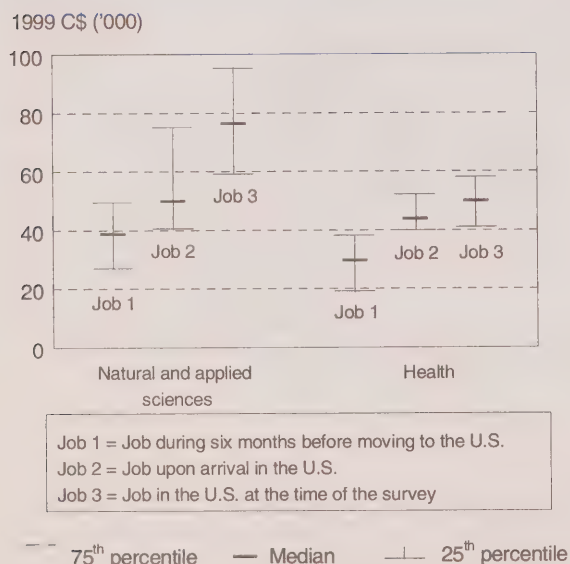 1999 C$ ('000)
100
80
60
40
20
0
Job 1
Job 2
Job 3
Job 1
Job 2
Job 3
Natural and applied
sciences
Health
Job 1 = Job during six months before moving to the U.S.
Job 2 = Job upon arrival in the U.S.
Job 3 = Job in the U.S. at the time of the survey
75th percentile
Median
25th percentile